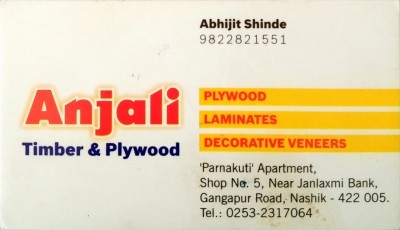 Abhijit Shinde
9822821551
Anjali
Timber & Plywood
PLYWOOD
LAMINATES
DECORATIVE VENEERS
'Parnakuti' Apartment,
Shop No. 5, Near Janlaxmi Bank,
Gangapur Road, Nashik - 422 005.
Tel.: 0253-2317064